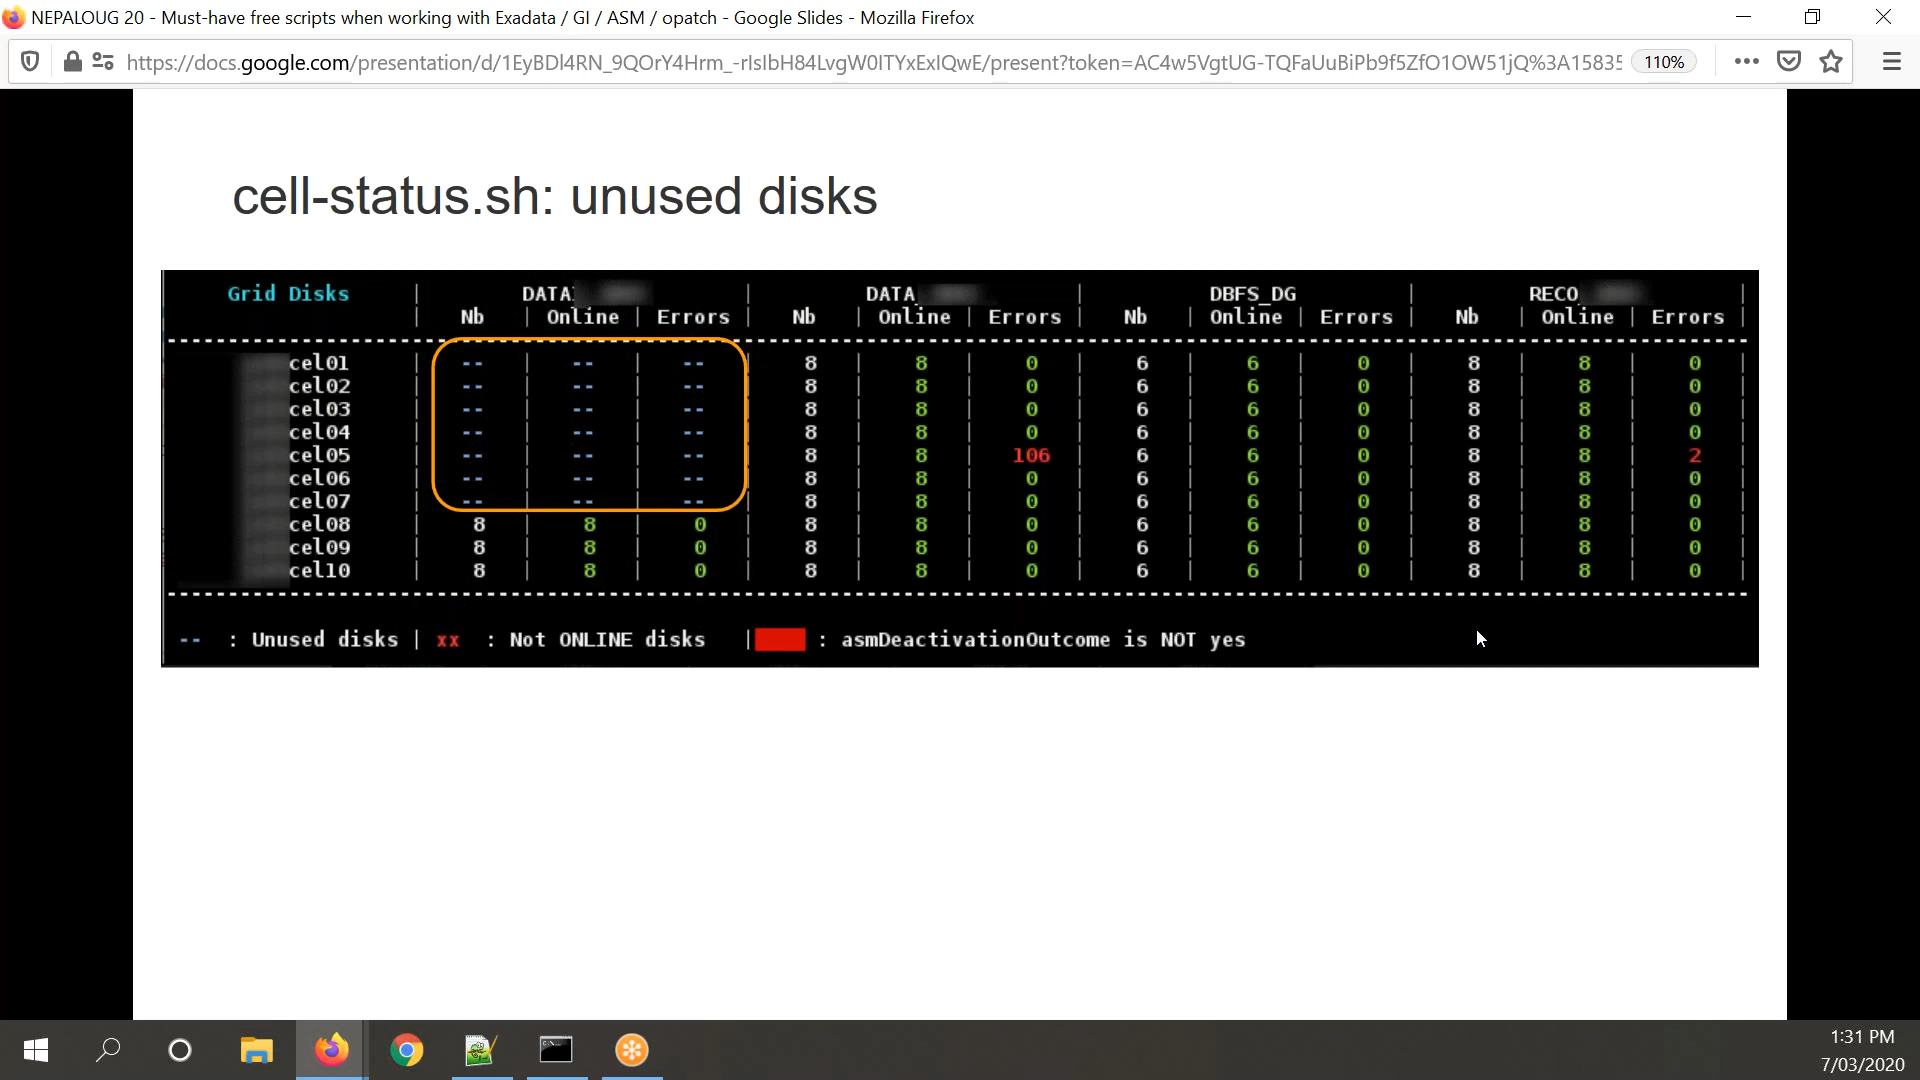 NEPALOUG 20 - Must-have free scripts when working with Exadata / GI / ASM / opatch - Google Slides - Mozilla Firefox
https://docs.google.com/presentation/d/1EyBDl4RN_9QOrY4Hrm_-rIsIbH84LvgW0ITYxExIQwE/present?token=AC4w5VgtUG-TQFaUuBiPb9f5ZfO1OW51jQ%3A15835 110%
cell-status.sh: unused disks
Grid Disks | DATA | DATA_ | DBFS_DG | RECO_ |
| Nb | Online | Errors | Nb | Online | Errors | Nb | Online | Errors | Nb | Online | Errors |
cel01 | -- | -- | -- | 8 | 8 | 0 | 6 | 6 | 0 | 8 | 8 | 0 |
cel02 | -- | -- | -- | 8 | 8 | 0 | 6 | 6 | 0 | 8 | 8 | 0 |
cel03 | -- | -- | -- | 8 | 8 | 0 | 6 | 6 | 0 | 8 | 8 | 0 |
cel04 | -- | -- | -- | 8 | 8 | 0 | 6 | 6 | 0 | 8 | 8 | 0 |
cel05 | -- | -- | -- | 8 | 8 | 106 | 6 | 6 | 0 | 8 | 8 | 2 |
cel06 | -- | -- | -- | 8 | 8 | 0 | 6 | 6 | 0 | 8 | 8 | 0 |
cel07 | -- | -- | -- | 8 | 8 | 0 | 6 | 6 | 0 | 8 | 8 | 0 |
cel08 | 8 | 8 | 0 | 8 | 8 | 0 | 6 | 6 | 0 | 8 | 8 | 0 |
cel09 | 8 | 8 | 0 | 8 | 8 | 0 | 6 | 6 | 0 | 8 | 8 | 0 |
cel10 | 8 | 8 | 0 | 8 | 8 | 0 | 6 | 6 | 0 | 8 | 8 | 0 |
-- : Unused disks | xx : Not ONLINE disks | : asmDeactivationOutcome is NOT yes
1:31 PM
7/03/2020